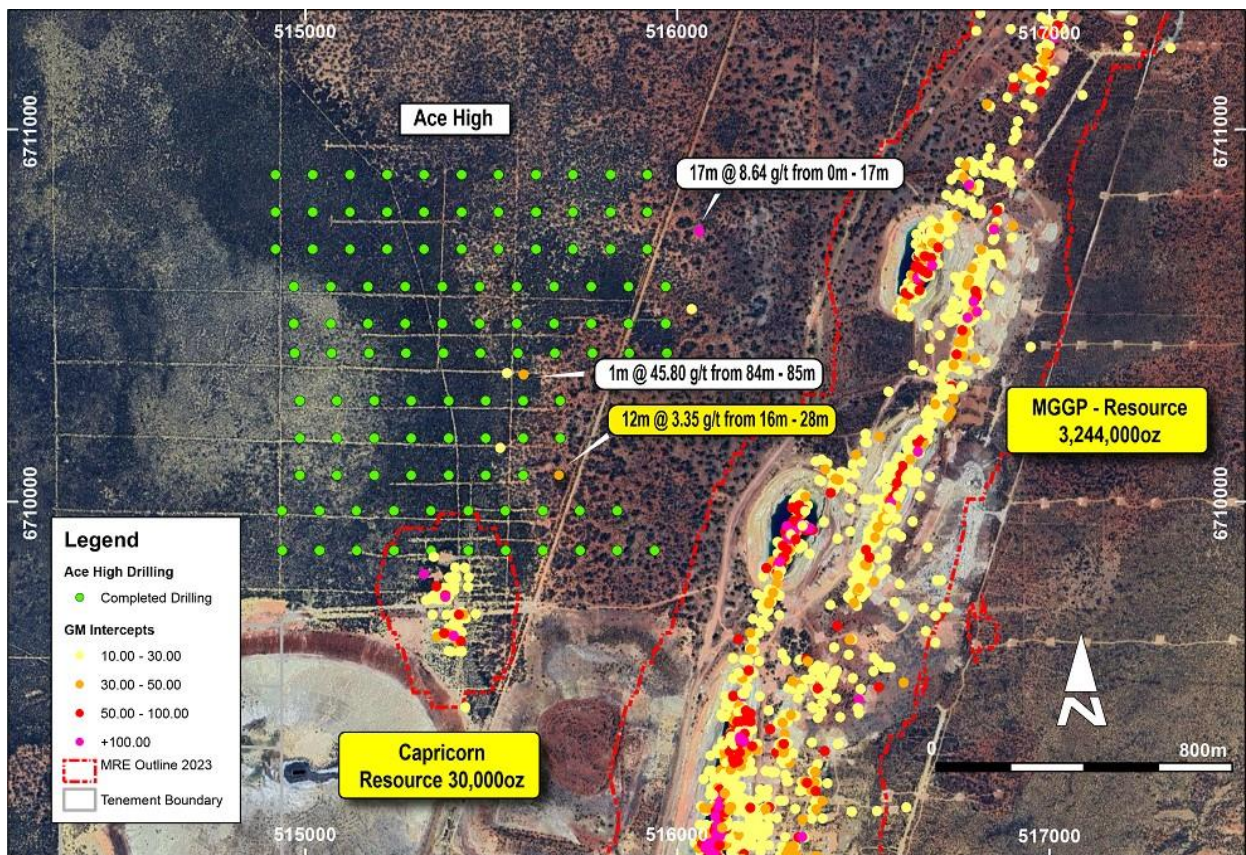 515000
516000
517000
6711000
Ace High
6711000
17m @ 8.64 g/t from 0m - 17m
1m @ 45.80 g/t from 84m - 85m
12m @ 3.35 g/t from 16m - 28m
MGGP - Resource
3,244,000oz
6710000
6710000
Legend
Ace High Drilling
Completed Drilling
GM Intercepts
10.00 - 30.00
30.00 - 50.00
50.00 - 100.00
+100.00
MRE Outline 2023
Tenement Boundary
Capricorn
Resource 30,000oz
N
0
800m
515000
516000
517000